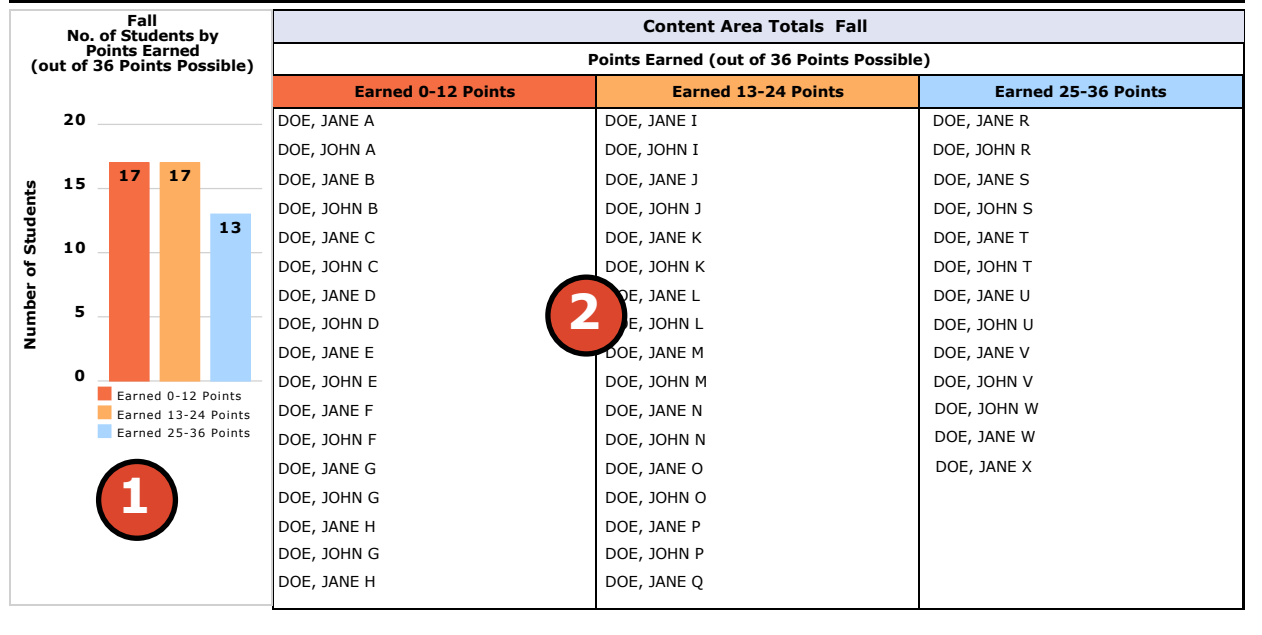 Fall
No. of Students by
Points Earned
(out of 36 Points Possible)
20
15
10
5
0
Number of Students
17
17
13
Earned 0-12 Points
Earned 13-24 Points
Earned 25-36 Points
1
Content Area Totals Fall
Points Earned (out of 36 Points Possible)
Earned 0-12 Points
DOE, JANE A
DOE, JOHN A
DOE, JANE B
DOE, JOHN B
DOE, JANE C
DOE, JOHN C
DOE, JANE D
DOE, JOHN D
DOE, JANE E
DOE, JOHN E
DOE, JANE F
DOE, JOHN F
DOE, JANE G
DOE, JOHN G
DOE, JANE H
DOE, JOHN G
DOE, JANE H
2
Earned 13-24 Points
DOE, JANE I
DOE, JOHN I
DOE, JANE J
DOE, JOHN J
DOE, JANE K
DOE, JOHN K
JANE L
JOHN L
DOE, JANE M
DOE, JOHN M
DOE, JANE N
DOE, JOHN N
DOE, JANE O
DOE, JOHN O
DOE, JANE P
DOE, JOHN P
DOE, JANE Q
Earned 25-36 Points
DOE, JANE R
DOE, JOHN R
DOE, JANE S
DOE, JOHN S
DOE, JANE T
DOE, JOHN T
DOE, JANE U
DOE, JOHN U
DOE, JANE V
DOE, JOHN V
DOE, JOHN W
DOE, JANE W
DOE, JANE X